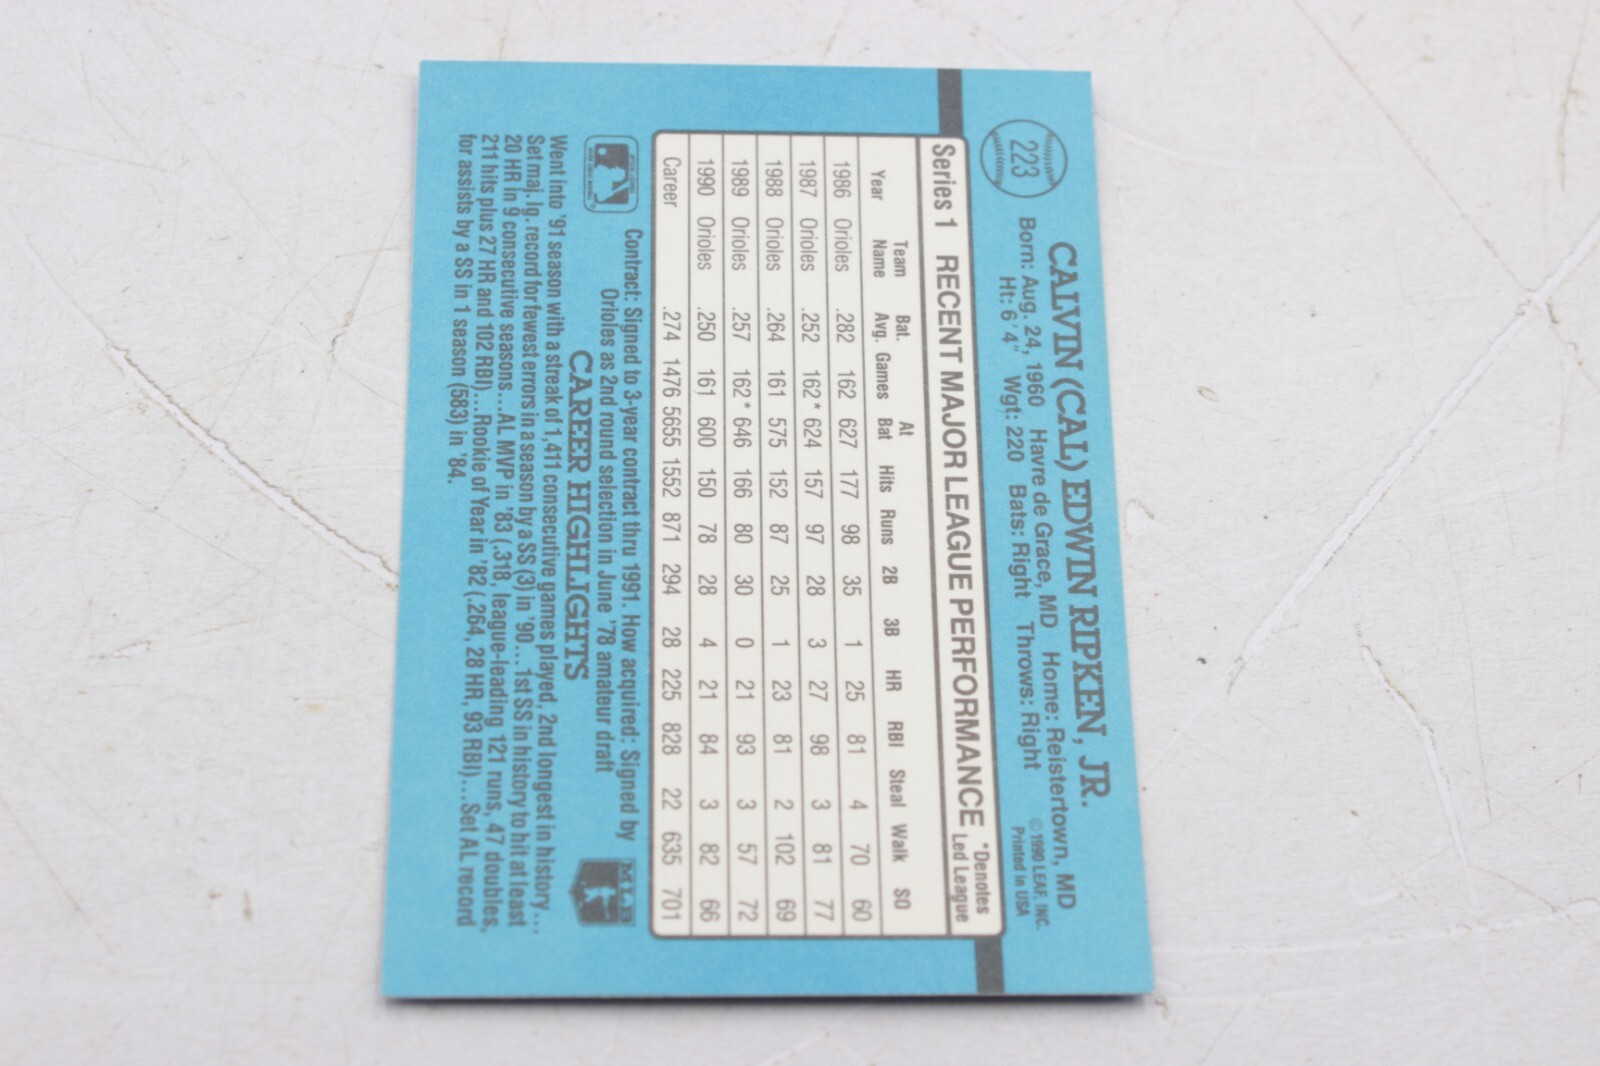 223
CALVIN (CAL) EDWIN RIPKEN, JR.
Born: Aug. 24, 1960 Havre de Grace, MD Home: Reistertown, MD
Ht: 6'4" Wgt: 220 Bats: Right Throws: Right
©1990 LEAF, INC.
Printed in USA
Series 1 RECENT MAJOR LEAGUE PERFORMANCE *Denotes Led League
Year Team Name Bat. Avg. Games At Bat Hits Runs 2B 3B HR RBI Steal Walk SO
1986 Orioles .282 162 627 177 98 35 1 25 81 4 70 60
1987 Orioles .252 162* 624 157 97 28 3 27 98 3 81 77
1988 Orioles .264 161 575 152 87 25 1 23 81 2 102 69
1989 Orioles .257 162* 646 166 80 30 0 21 93 3 57 72
1990 Orioles .250 161 600 150 78 28 4 21 84 3 82 66
Career .274 1476 5655 1552 871 294 28 225 828 22 635 701
Contract: Signed to 3-year contract thru 1991. How acquired: Signed by
Orioles as 2nd round selection in June '78 amateur draft
MLB
CAREER HIGHLIGHTS
Went into '91 season with a streak of 1,411 consecutive games played, 2nd longest in history...
Set maj. lg. record for fewest errors in a season by a SS (3) in '90... 1st SS in history to hit at least
20 HR in 9 consecutive seasons...AL MVP in '83 (.318, league-leading 121 runs, 47 doubles,
211 hits plus 27 HR and 102 RBI)...Rookie of Year in '82 (.264, 28 HR, 93 RBI)...Set AL record
for assists by a SS in 1 season (583) in '84.